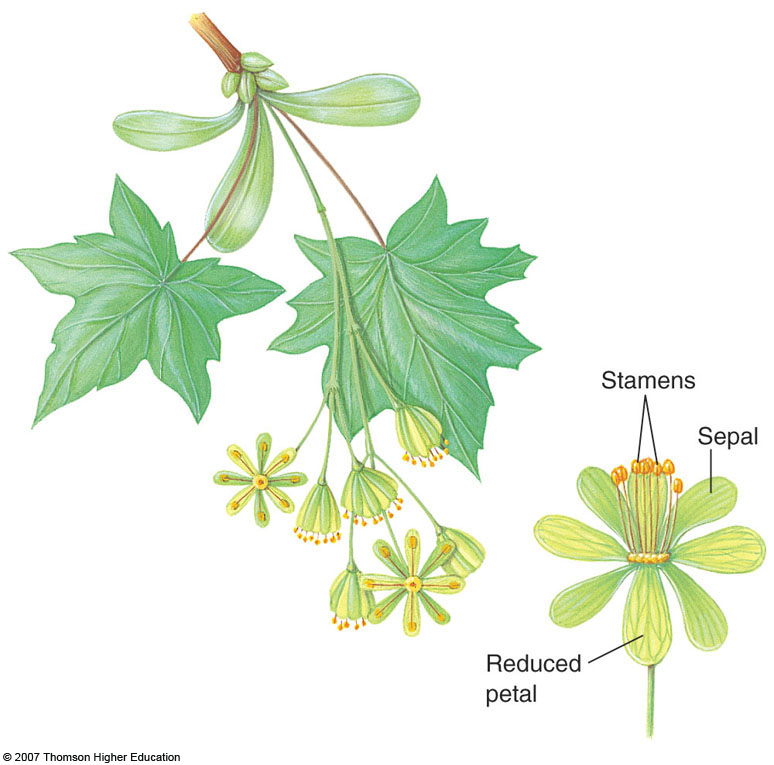 Stamens
Sepal
Reduced
petal
© 2007 Thomson Higher Education